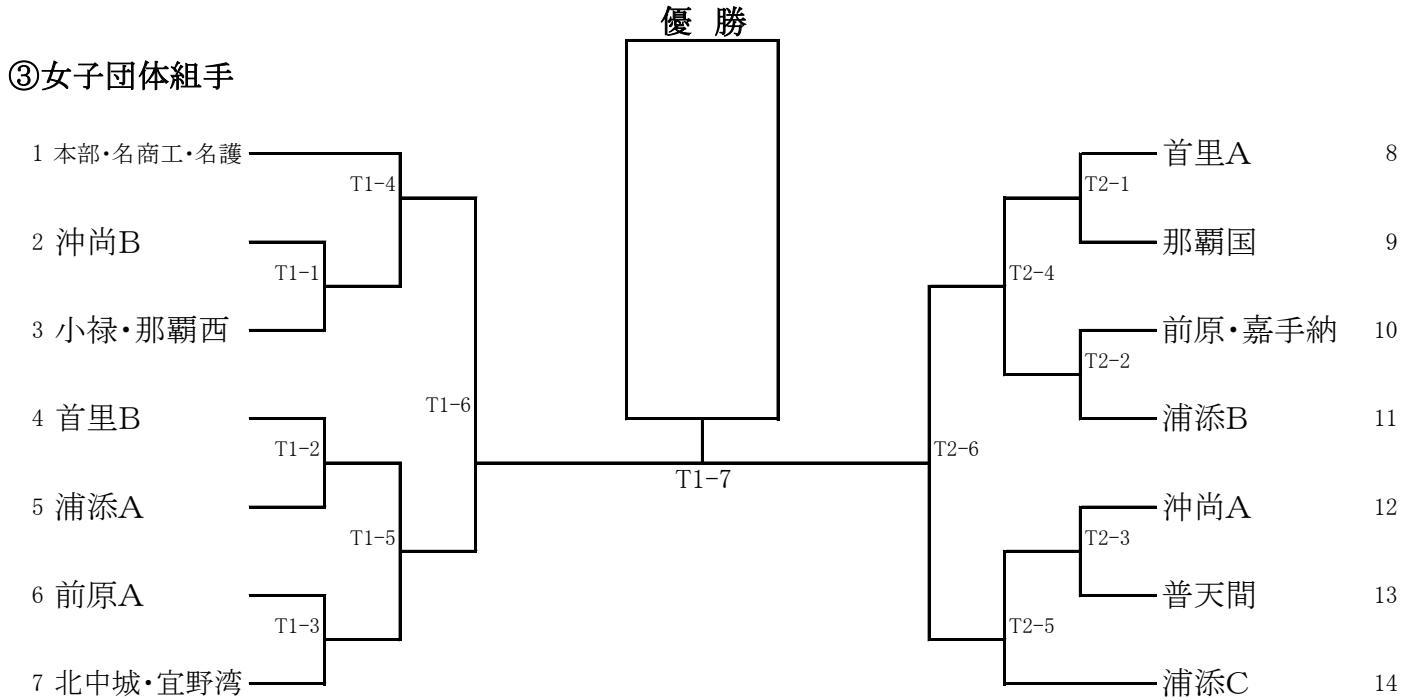 優 勝
③女子団体組手
1 本部・名商工・名護
T1-4
2 沖尚B
T1-1
3 小禄・那覇西
T1-6
4 首里B
T1-2
5 浦添A
T1-5
6 前原A
T1-3
7 北中城・宜野湾
T1-7
首里A 8
T2-1
那覇国 9
T2-4
前原・嘉手納 10
T2-2
浦添B 11
T2-6
沖尚A 12
T2-3
普天間 13
T2-5
浦添C 14